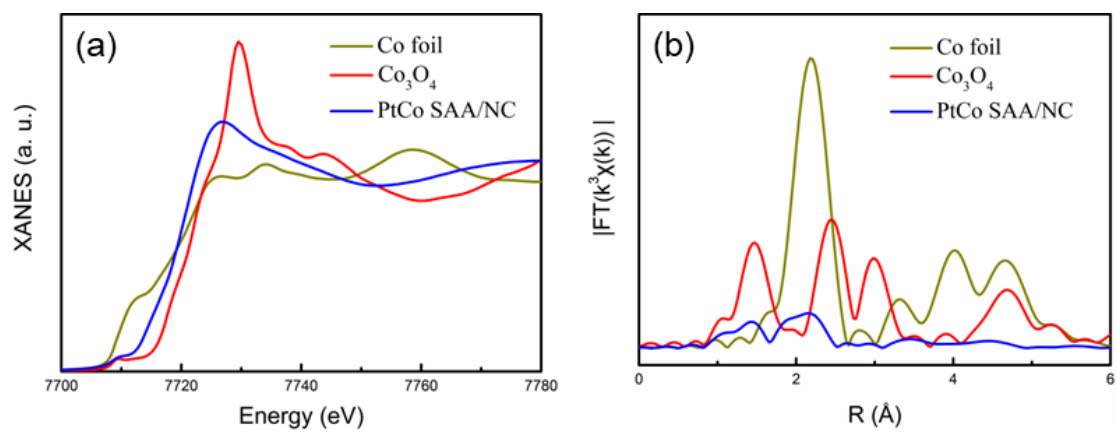 (a)
Co foil
Co₃O₄
PtCo SAA/NC
XANES (a. u.)
7700 7720 7740 7760 7780
Energy (eV)
(b)
Co foil
Co₃O₄
PtCo SAA/NC
|FT(k³χ(k)) |
0 2 4 6
R (Å)